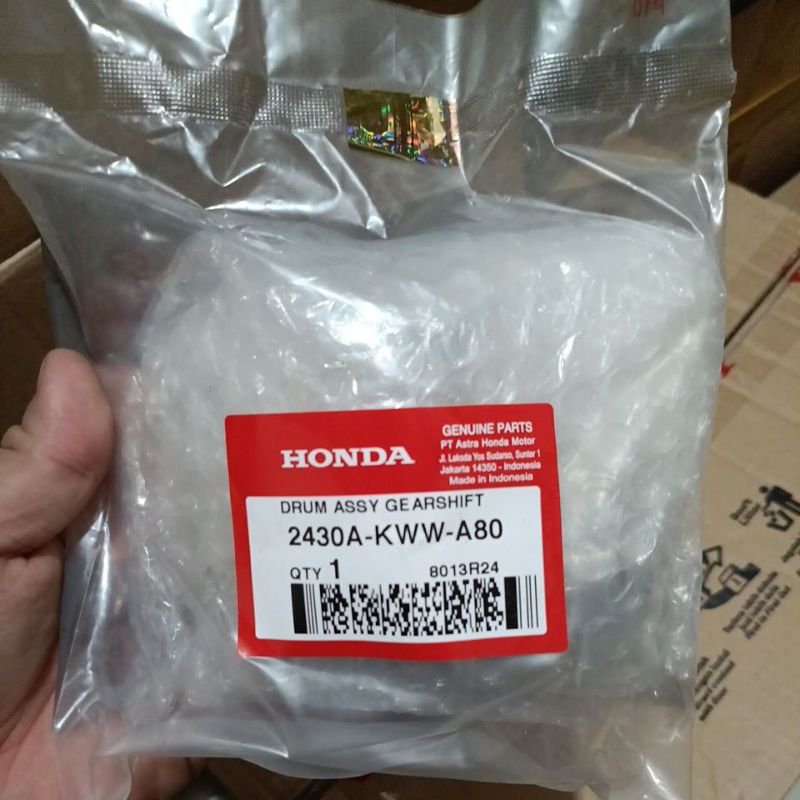 HONDA
GENUINE PARTS
PT Astra Honda Motor
Jl. Laksda Yos Sudarso, Sunter 1
Jakarta 14350 - Indonesia
Made in Indonesia
DRUM ASSY GEARSHIFT
2430A-KWW-A80
QTY 1
8013R24